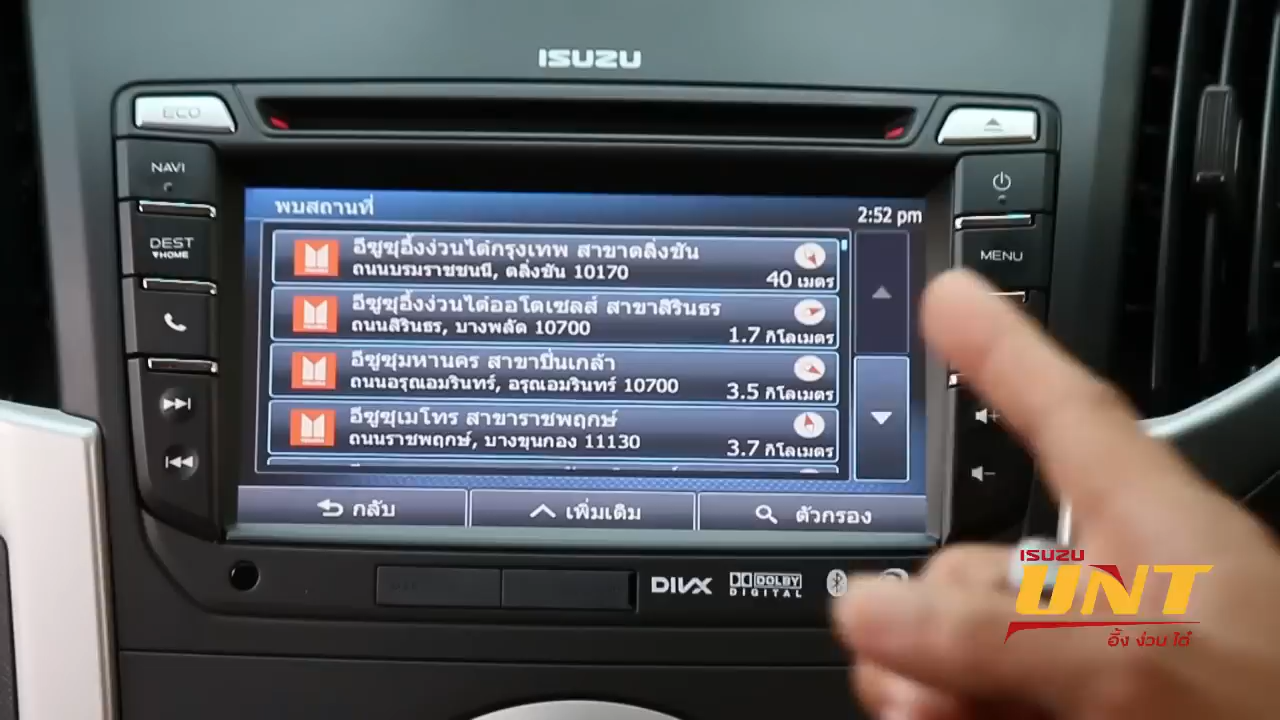 ISUZU
ECO
NAVI
DEST
▼HOME
MENU
พบสถานที่
2:52 pm
อีซูซุอึ้งง่วนไต๋กรุงเทพ สาขาตลิ่งชัน
ถนนบรมราชชนนี, ตลิ่งชัน 10170
40 เมตร
อีซูซุอึ้งง่วนไต๋ออโตเซลส์ สาขาสิรินธร
ถนนสิรินธร, บางพลัด 10700
1.7 กิโลเมตร
อีซูซุมหานคร สาขาปิ่นเกล้า
ถนนอรุณอมรินทร์, อรุณอมรินทร์ 10700
3.5 กิโลเมตร
อีซูซุเมโทร สาขาราชพฤกษ์
ถนนราชพฤกษ์, บางขุนกอง 11130
3.7 กิโลเมตร
กลับ
เพิ่มเติม
ตัวกรอง
DIVX
DOLBY
DIGITAL
ISUZU
UNT
อึ้ง ง่วน ไต๋